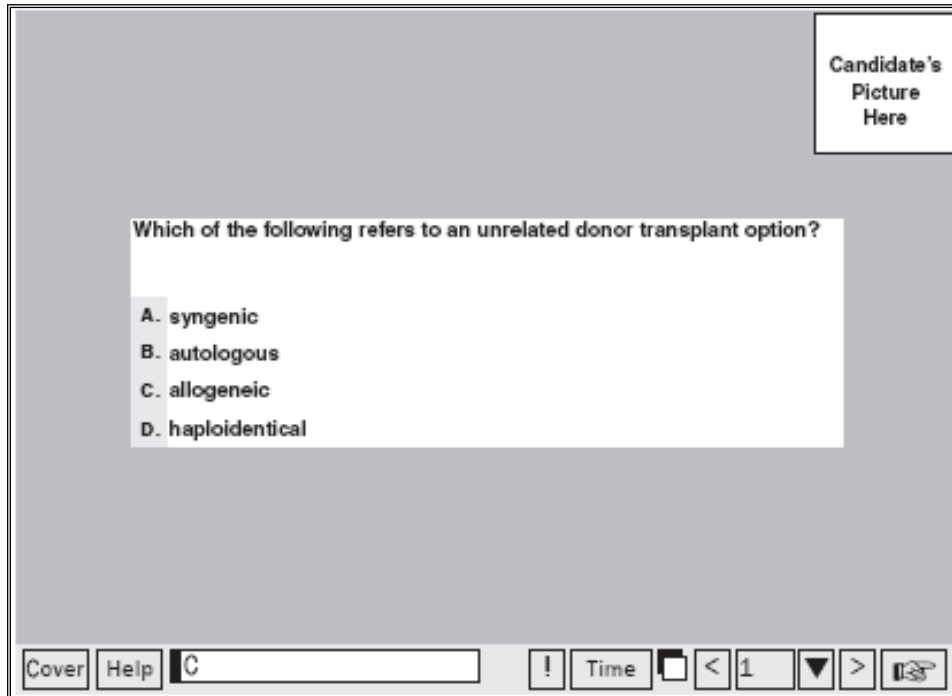 Candidate's
Picture
Here
Which of the following refers to an unrelated donor transplant option?
A. syngenic
B. autologous
C. allogeneic
D. haploidentical
Cover Help C ! Time < 1 ▼ >